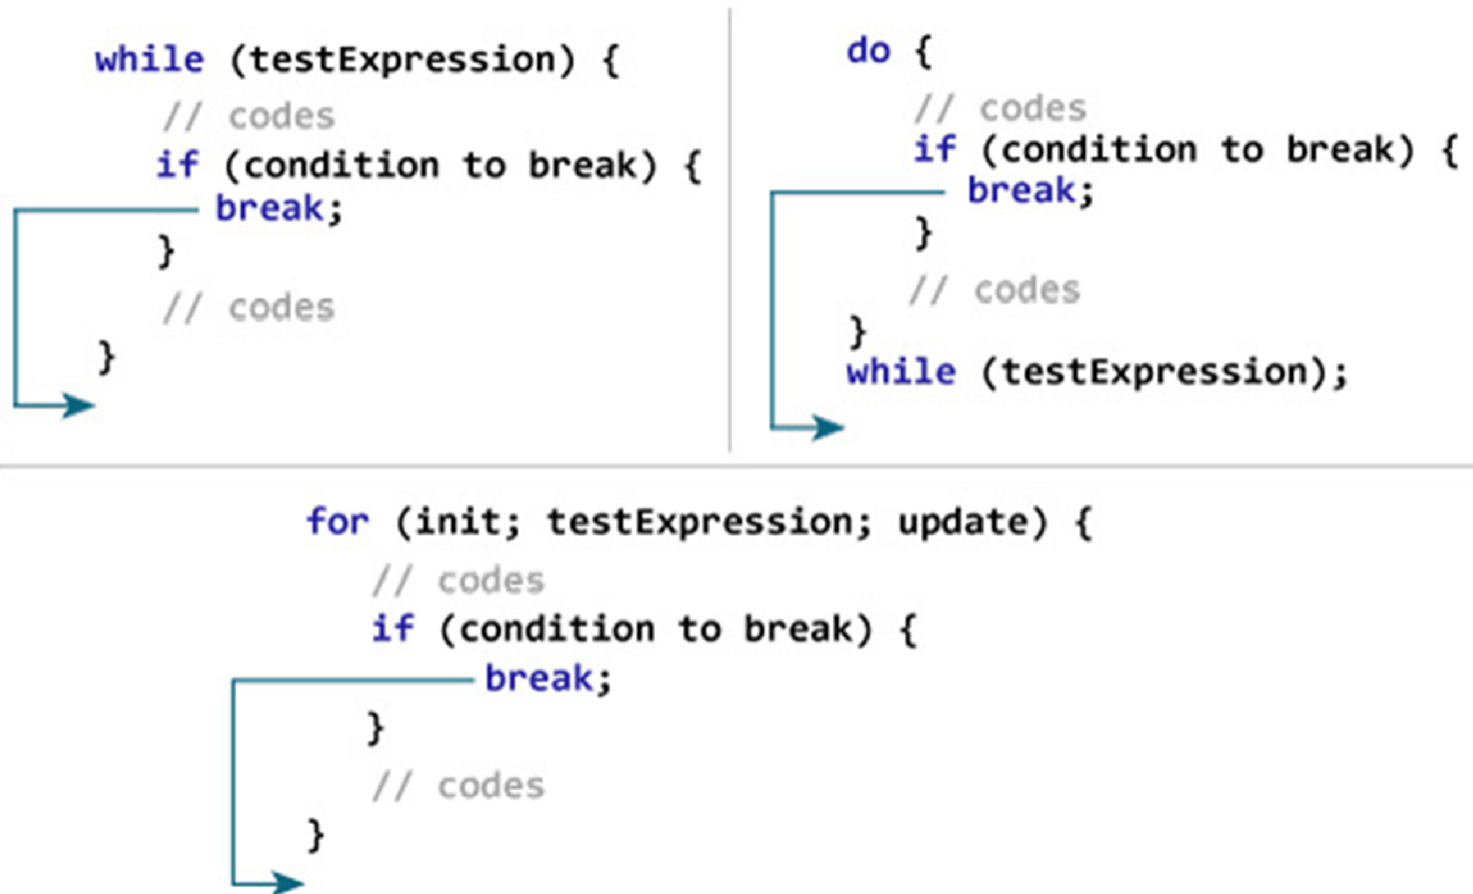 while (testExpression) {
// codes
if (condition to break) {
break;
}
// codes
}
do {
// codes
if (condition to break) {
break;
}
// codes
}
while (testExpression);
for (init; testExpression; update) {
// codes
if (condition to break) {
break;
}
// codes
}